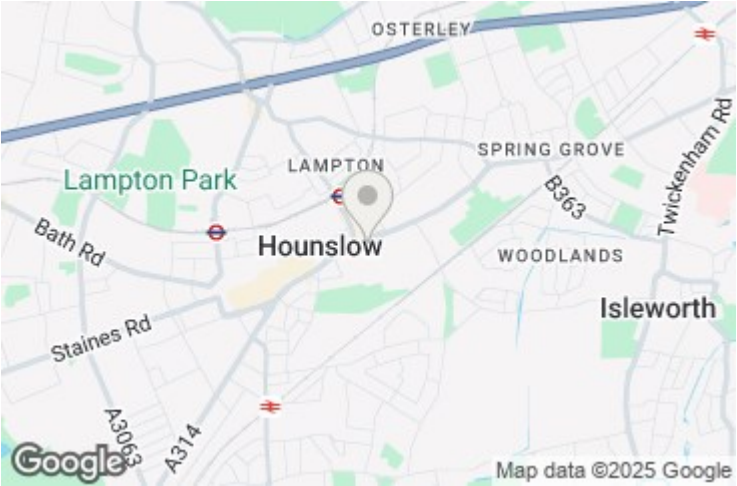 OSTERLEY
LAMPTON
SPRING GROVE
Lampton Park
B363
Twickenham Rd
Bath Rd
Hounslow
WOODLANDS
Isleworth
Staines Rd
A3063
A314
Google
Map data ©2025 Google